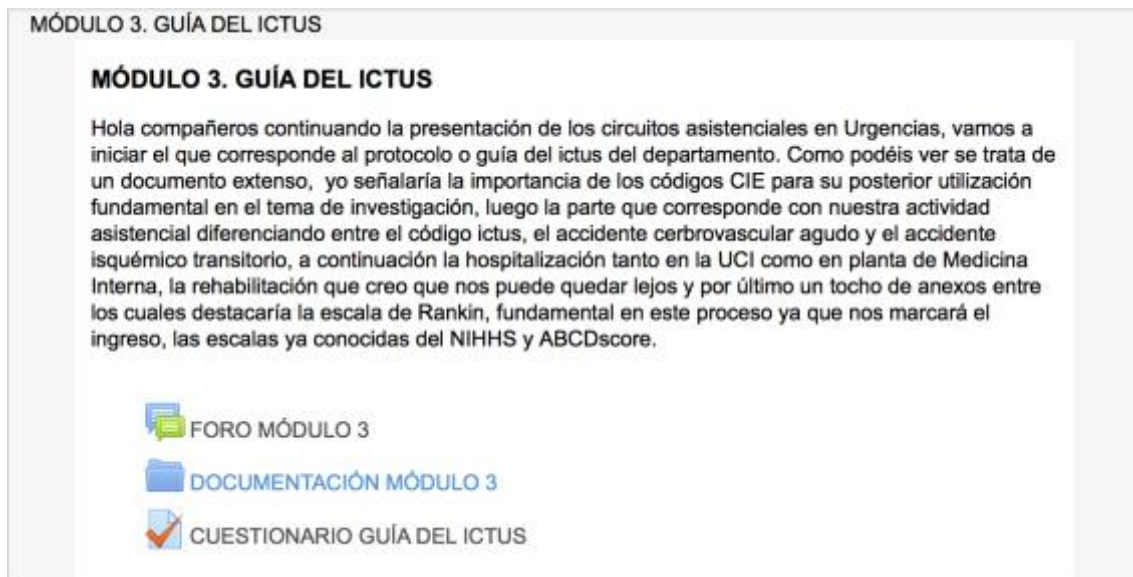 MÓDULO 3. GUÍA DEL ICTUS
MÓDULO 3. GUÍA DEL ICTUS
Hola compañeros continuando la presentación de los circuitos asistenciales en Urgencias, vamos a
iniciar el que corresponde al protocolo o guía del ictus del departamento. Como podéis ver se trata de
un documento extenso, yo señalaría la importancia de los códigos CIE para su posterior utilización
fundamental en el tema de investigación, luego la parte que corresponde con nuestra actividad
asistencial diferenciando entre el código ictus, el accidente cerbrovascular agudo y el accidente
isquémico transitorio, a continuación la hospitalización tanto en la UCI como en planta de Medicina
Interna, la rehabilitación que creo que nos puede quedar lejos y por último un tocho de anexos entre
los cuales destacaría la escala de Rankin, fundamental en este proceso ya que nos marcará el
ingreso, las escalas ya conocidas del NIHHS y ABCDscore.
FORO MÓDULO 3
DOCUMENTACIÓN MÓDULO 3
CUESTIONARIO GUÍA DEL ICTUS